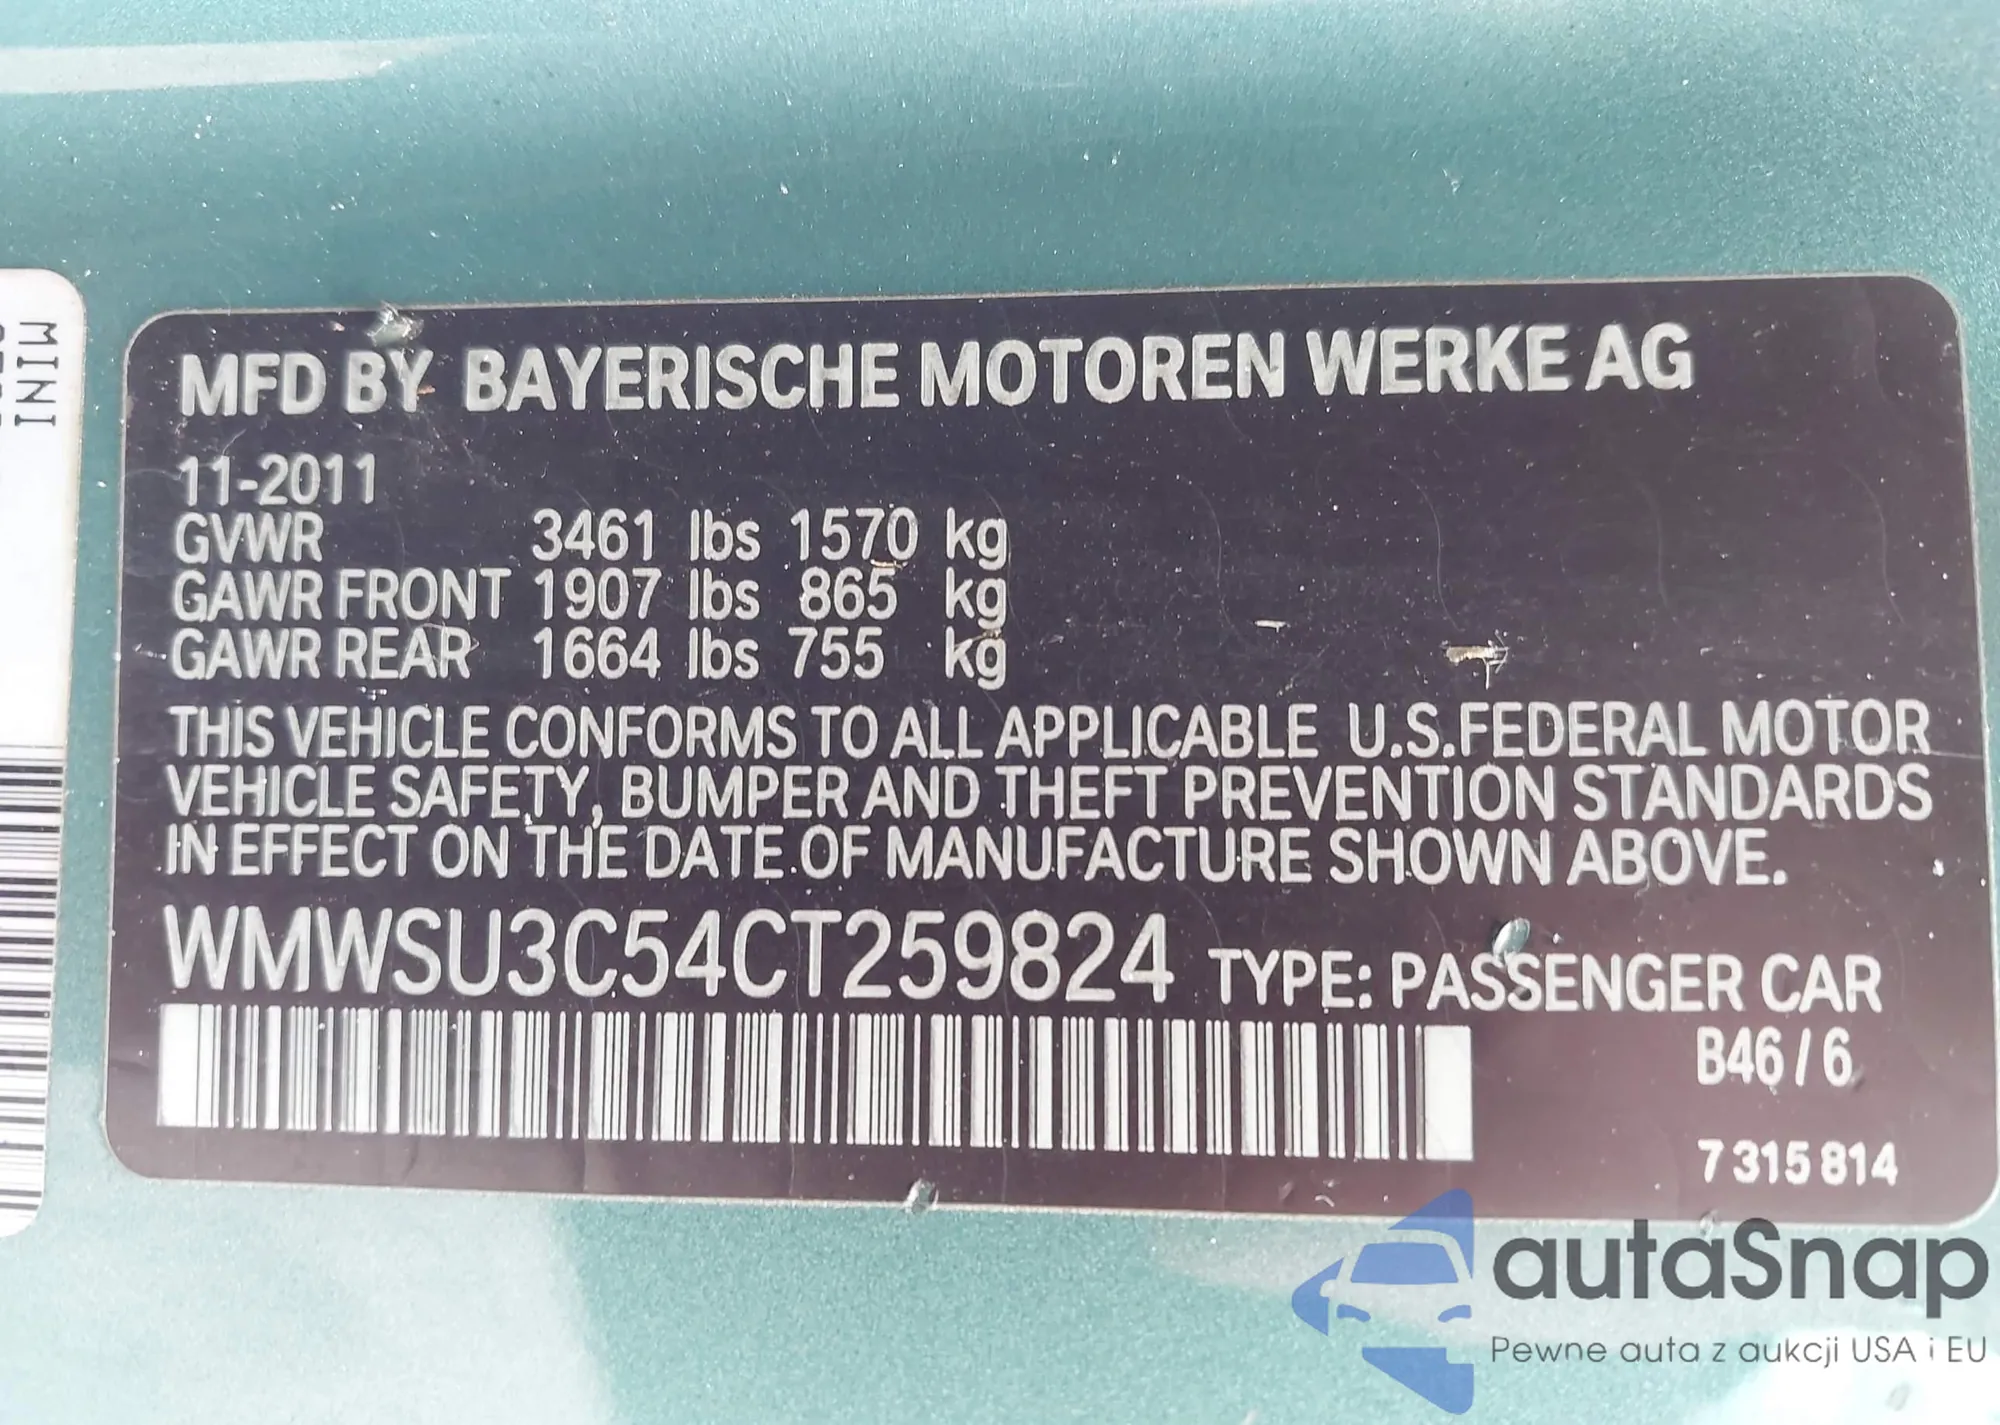 MINI
MFD BY BAYERISCHE MOTOREN WERKE AG
11-2011
GVWR 3461 lbs 1570 kg
GAWR FRONT 1907 lbs 865 kg
GAWR REAR 1664 lbs 755 kg
THIS VEHICLE CONFORMS TO ALL APPLICABLE U.S.FEDERAL MOTOR
VEHICLE SAFETY, BUMPER AND THEFT PREVENTION STANDARDS
IN EFFECT ON THE DATE OF MANUFACTURE SHOWN ABOVE.
WMWSU3C54CT259824 TYPE: PASSENGER CAR
B46/6
7 315 814
autaSnap
Pewne auta z aukcji USA i EU